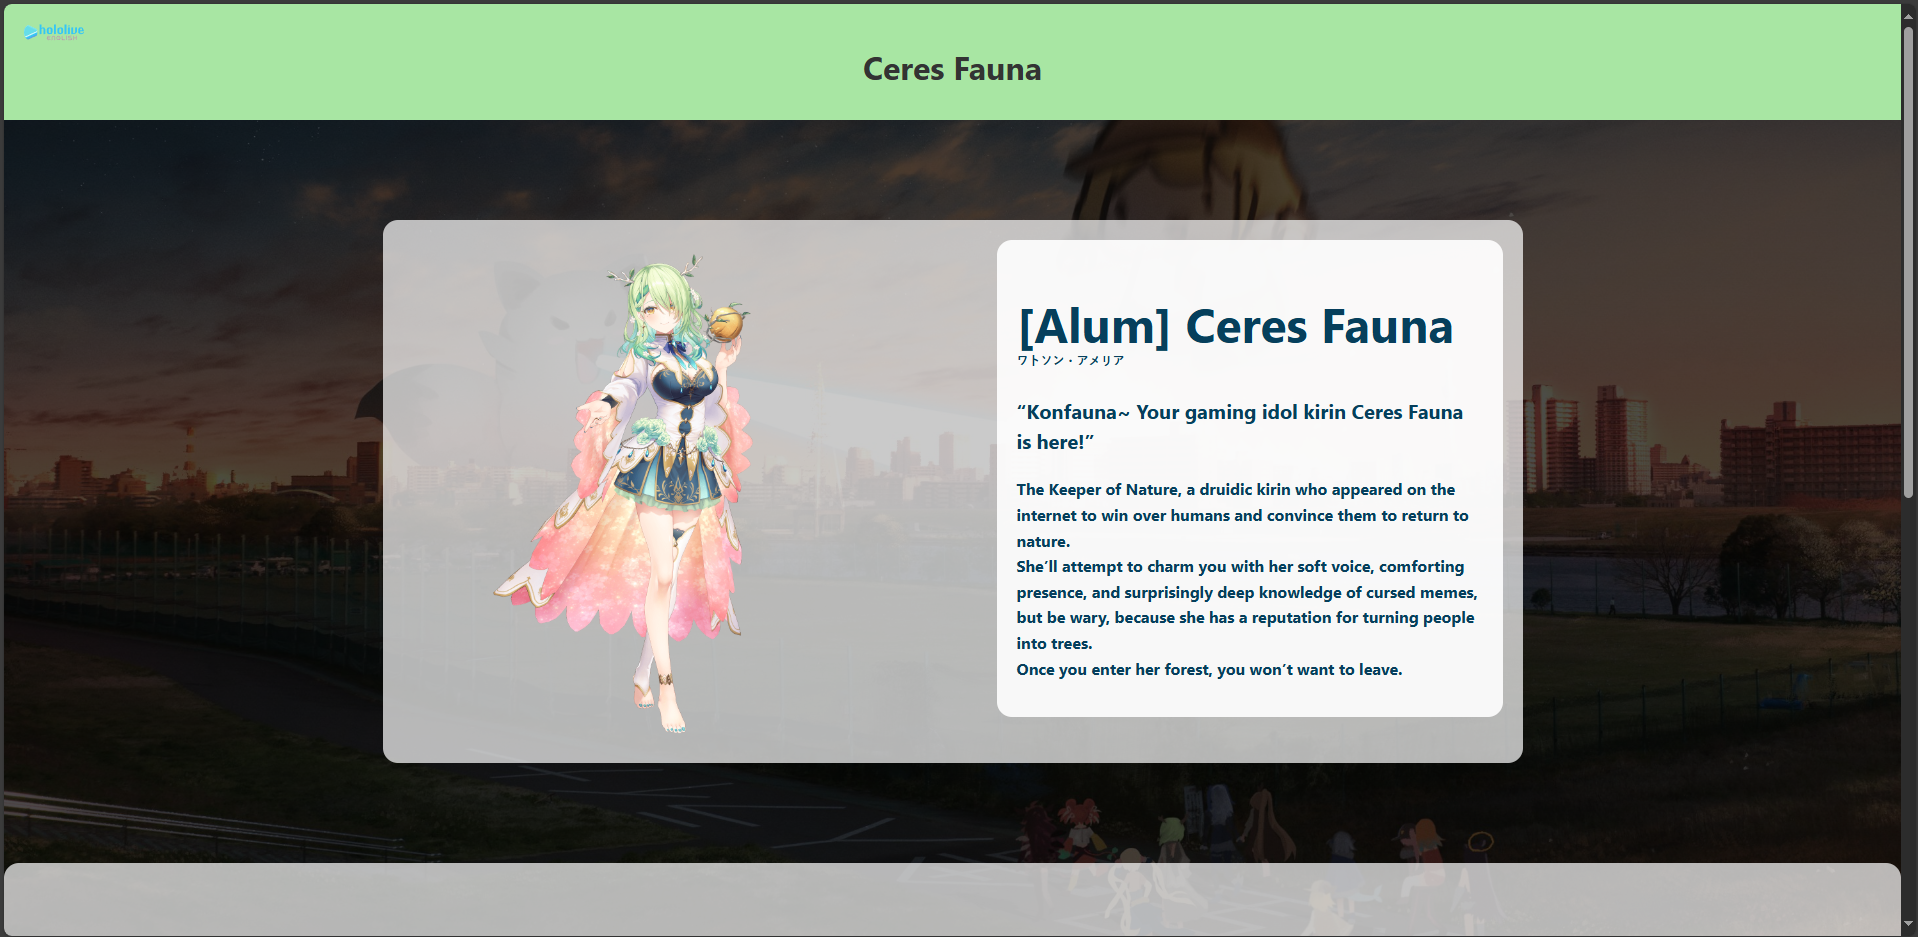 hololive
ENGLISH
Ceres Fauna
[Alum] Ceres Fauna
ワトソン・アメリア
“Konfauna~ Your gaming idol kirin Ceres Fauna
is here!”
The Keeper of Nature, a druidic kirin who appeared on the
internet to win over humans and convince them to return to
nature.
She’ll attempt to charm you with her soft voice, comforting
presence, and surprisingly deep knowledge of cursed memes,
but be wary, because she has a reputation for turning people
into trees.
Once you enter her forest, you won’t want to leave.